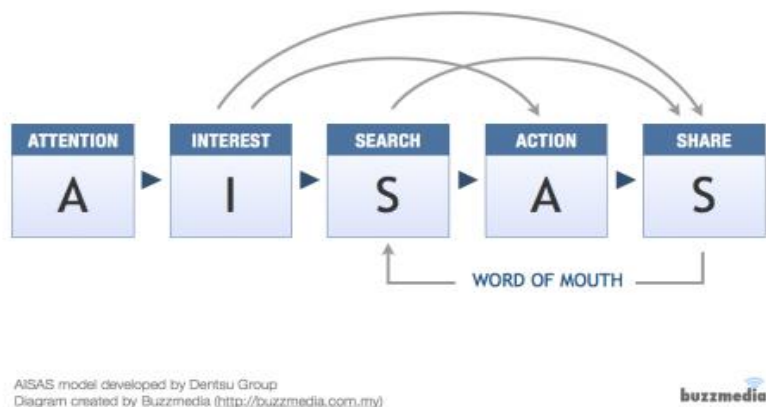 ATTENTION
INTEREST
SEARCH
ACTION
SHARE
A
I
S
A
S
WORD OF MOUTH
AISAS model developed by Dentsu Group
Diagram created by Buzzmedia (http://buzzmedia.com.my)
buzzmedia